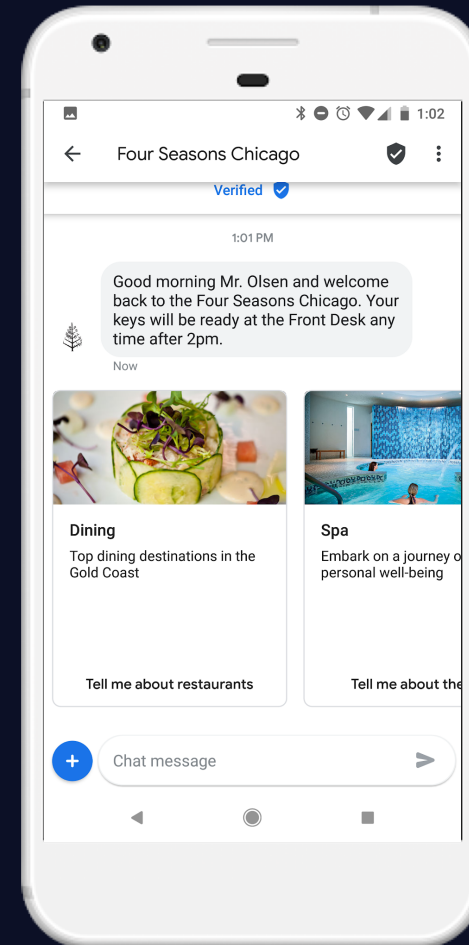 1:02
Four Seasons Chicago
Verified
1:01 PM
Good morning Mr. Olsen and welcome
back to the Four Seasons Chicago. Your
keys will be ready at the Front Desk any
time after 2pm.
Now
Dining
Top dining destinations in the
Gold Coast
Tell me about restaurants
Spa
Embark on a journey o
personal well-being
Tell me about the
Chat message